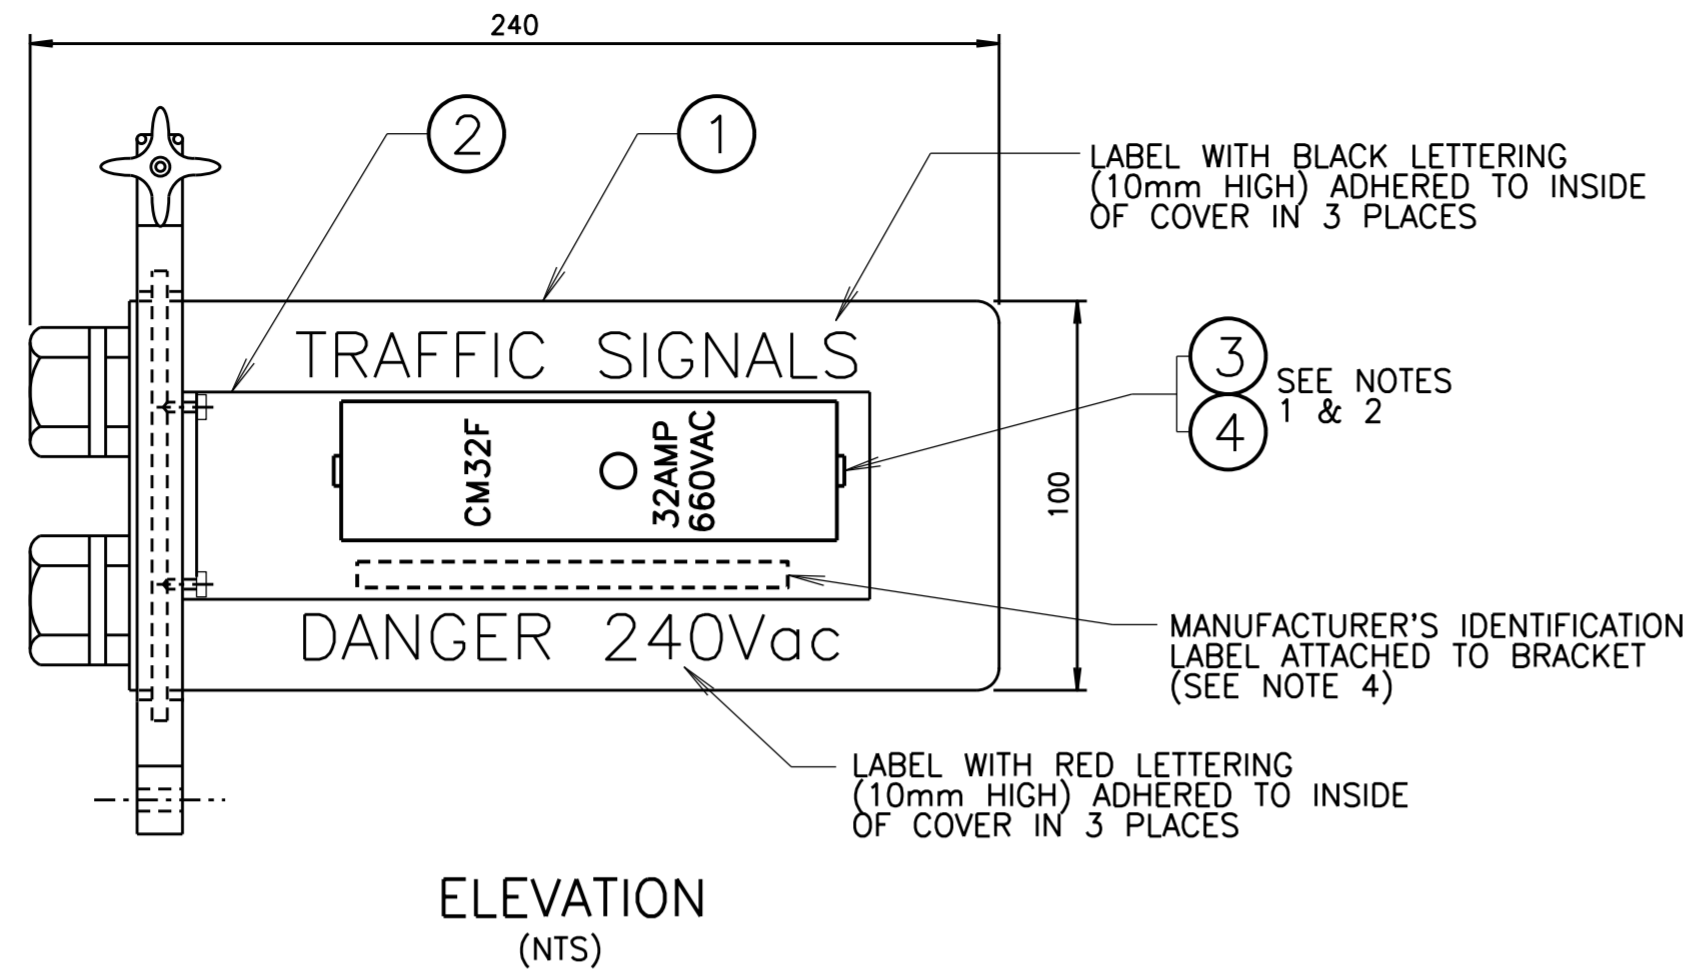 240
2
1
LABEL WITH BLACK LETTERING
(10mm HIGH) ADHERED TO INSIDE
OF COVER IN 3 PLACES
TRAFFIC SIGNALS
3
4
SEE NOTES
1 & 2
CM32F
32AMP
660VAC
100
DANGER 240Vac
MANUFACTURER'S IDENTIFICATION
LABEL ATTACHED TO BRACKET
(SEE NOTE 4)
LABEL WITH RED LETTERING
(10mm HIGH) ADHERED TO INSIDE
OF COVER IN 3 PLACES
ELEVATION
(NTS)